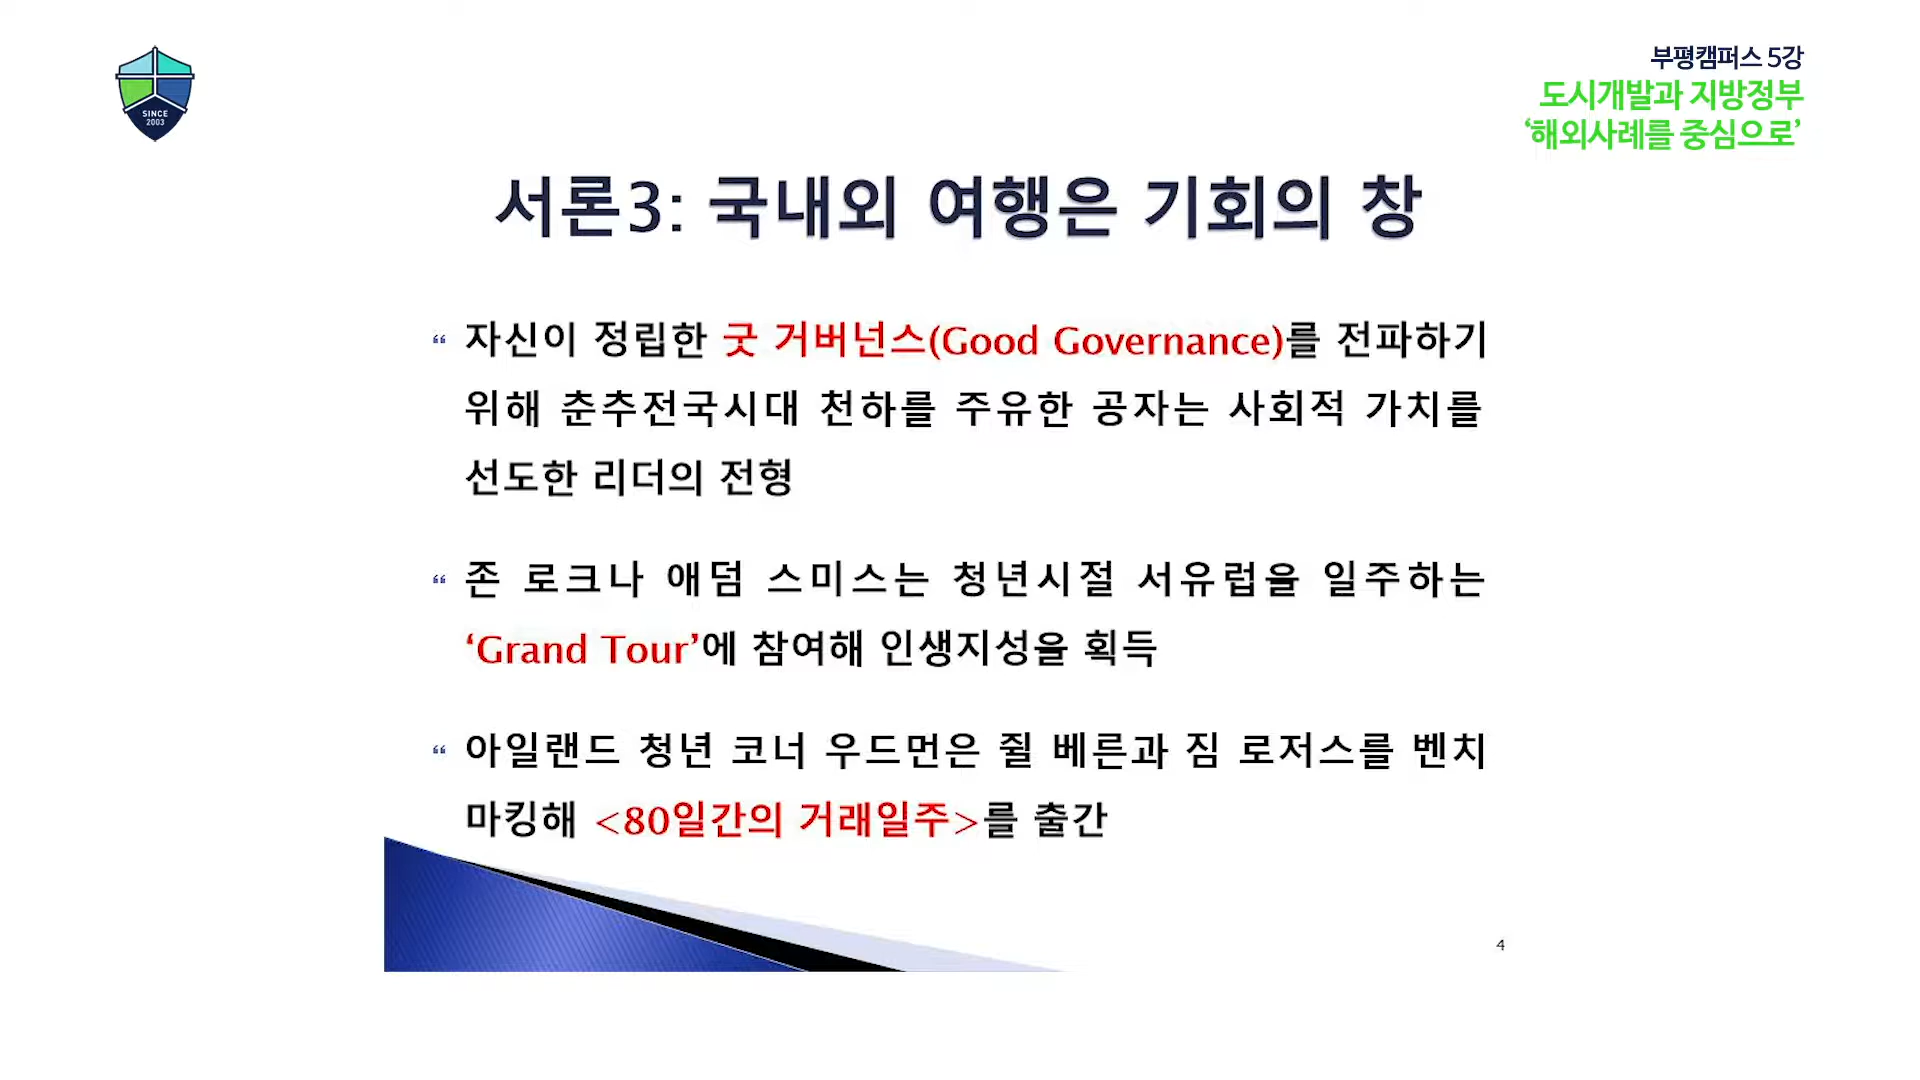 SINCE
2003
부평캠퍼스 5강
도시개발과 지방정부
‘해외사례를 중심으로’
서론3: 국내외 여행은 기회의 창
“ 자신이 정립한 굿 거버넌스(Good Governance)를 전파하기
위해 춘추전국시대 천하를 주유한 공자는 사회적 가치를
선도한 리더의 전형
“ 존 로크나 애덤 스미스는 청년시절 서유럽을 일주하는
‘Grand Tour’에 참여해 인생지성을 획득
“ 아일랜드 청년 코너 우드먼은 쥘 베른과 짐 로저스를 벤치
마킹해 <80일간의 거래일주>를 출간
4